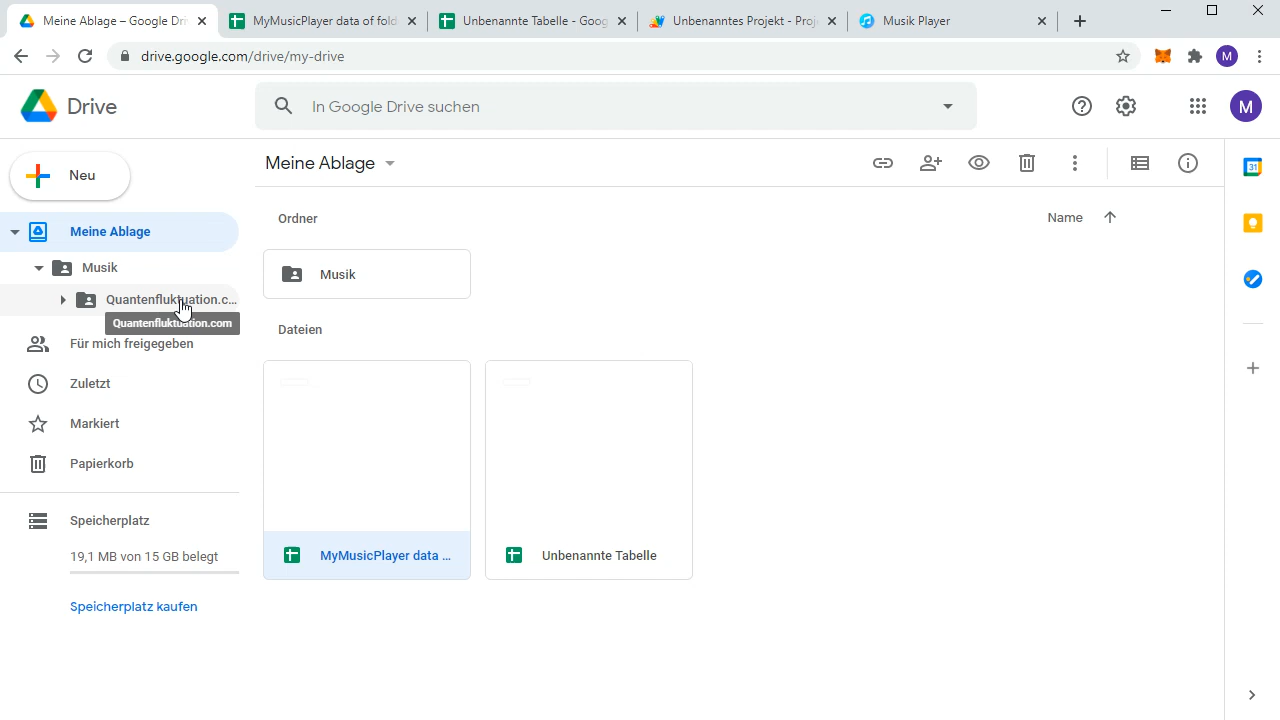 Meine Ablage – Google Dri
MyMusicPlayer data of fold
Unbenannte Tabelle - Goog
Unbenanntes Projekt - Proj
Musik Player
drive.google.com/drive/my-drive
M
Drive
In Google Drive suchen
M
Neu
Meine Ablage
31
Meine Ablage
Musik
Quantenfluktuation.c...
Quantenfluktuation.com
Für mich freigegeben
Zuletzt
Markiert
Papierkorb
Speicherplatz
19,1 MB von 15 GB belegt
Speicherplatz kaufen
Ordner
Name
Musik
Dateien
MyMusicPlayer data ...
Unbenannte Tabelle